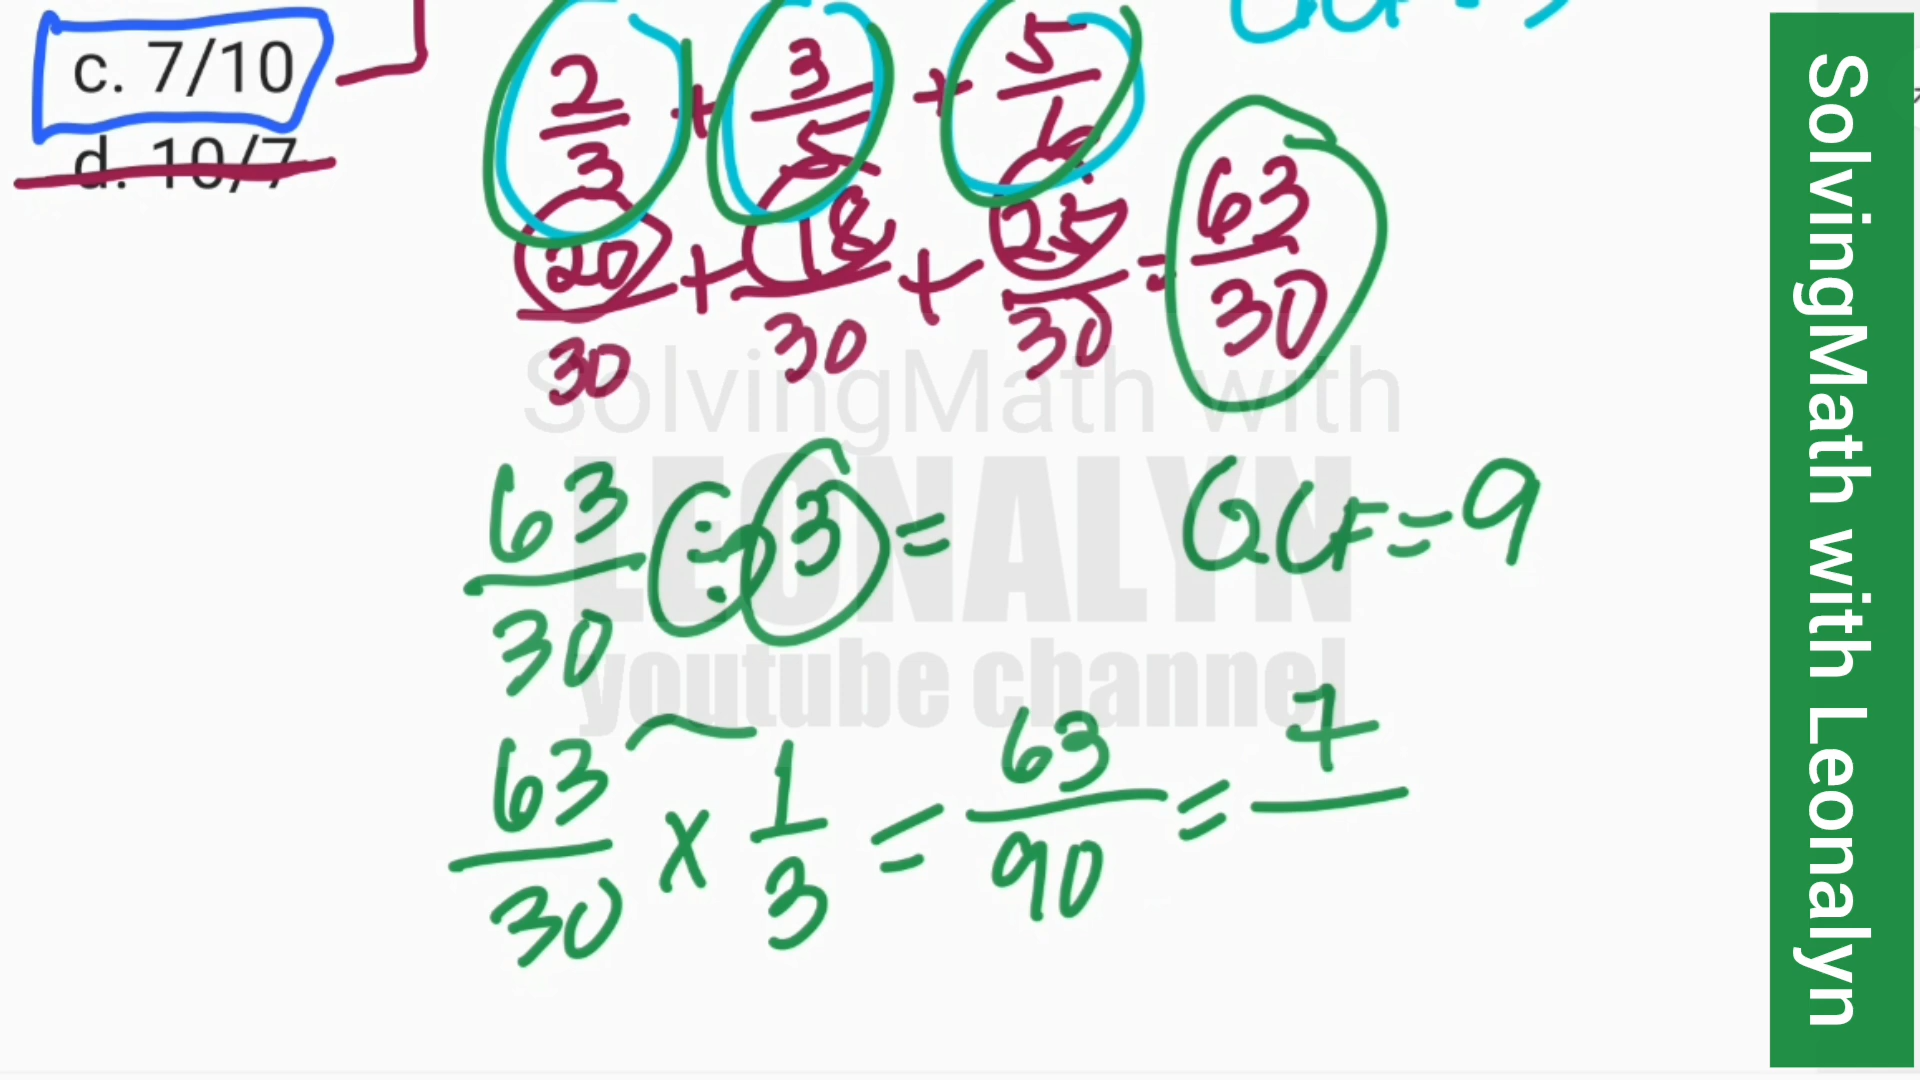 c. 7/10
d. 10/7
2/3 + 3/5 + 5/6
20/30 + 18/30 + 25/30 = 63/30
63/30 ÷ 3 =
GCF = 9
63/30 x 1/3 = 63/90 = 7
SolvingMath with
LEONALYN
youtube channel
SolvingMath with Leonalyn